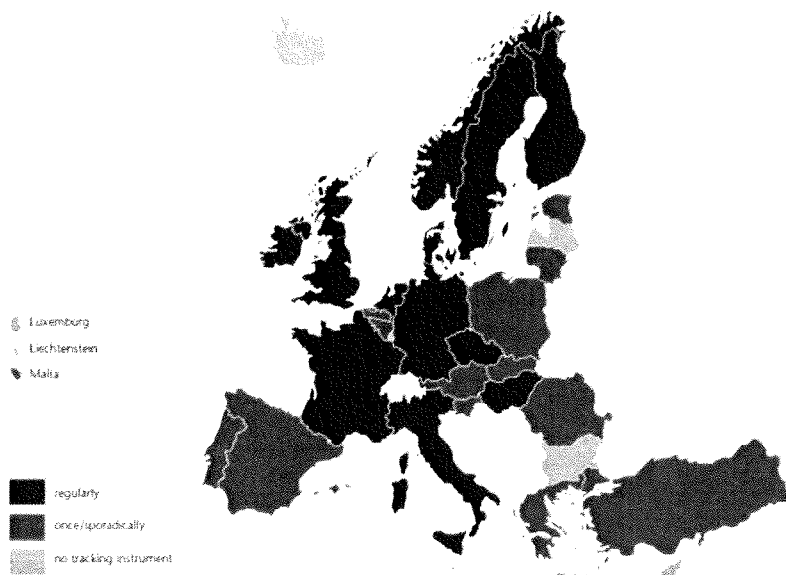 Luxemburg
Liechtenstein
Malta
regularly
once/sporadically
no tracking instrument